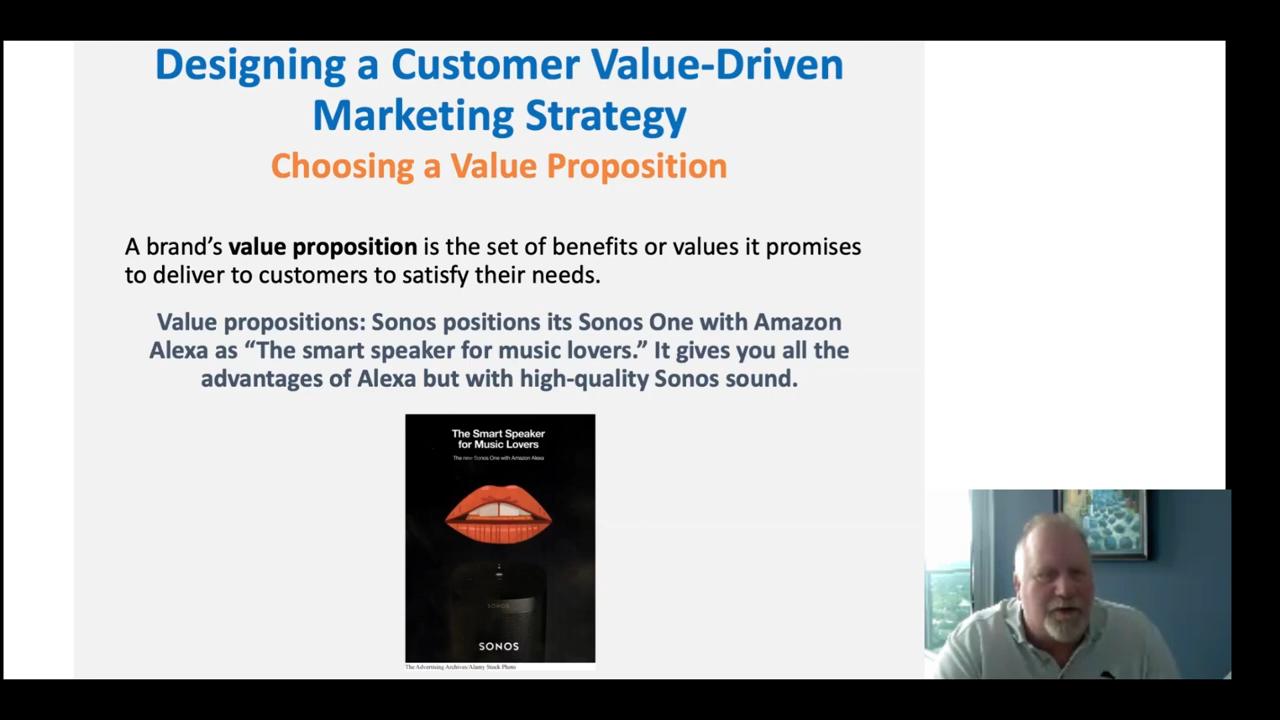 Designing a Customer Value-Driven
Marketing Strategy
Choosing a Value Proposition
A brand’s value proposition is the set of benefits or values it promises
to deliver to customers to satisfy their needs.
Value propositions: Sonos positions its Sonos One with Amazon
Alexa as “The smart speaker for music lovers.” It gives you all the
advantages of Alexa but with high-quality Sonos sound.
The Smart Speaker
for Music Lovers
The new Sonos One with Amazon Alexa
SONOS
SONOS
The Advertising Archives/Alamy Stock Photo